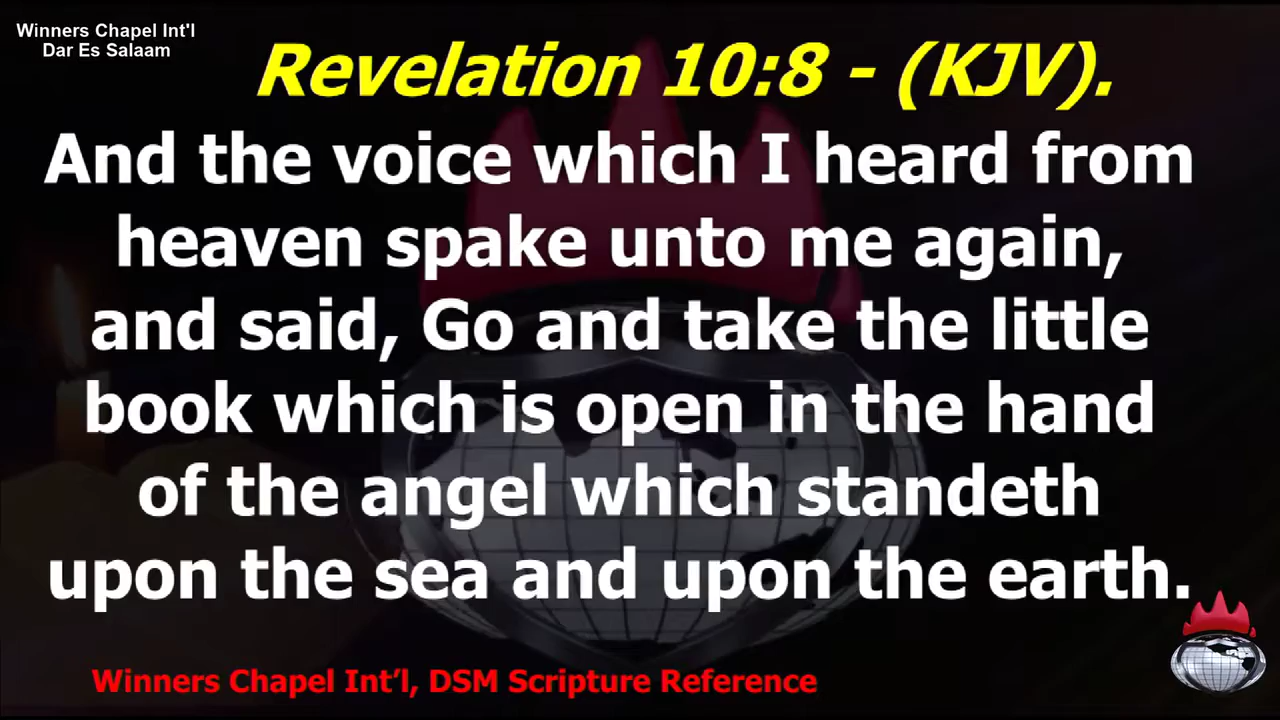 Winners Chapel Int'l
Dar Es Salaam
Revelation 10:8 - (KJV).
And the voice which I heard from
heaven spake unto me again,
and said, Go and take the little
book which is open in the hand
of the angel which standeth
upon the sea and upon the earth.
Winners Chapel Int’l, DSM Scripture Reference